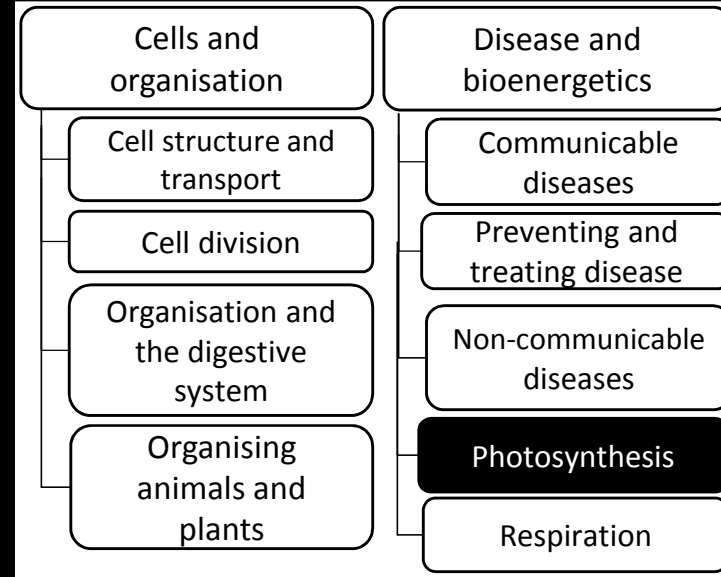 Cells and
organisation
Cell structure and
transport
Cell division
Organisation and
the digestive
system
Organising
animals and
plants
Disease and
bioenergetics
Communicable
diseases
Preventing and
treating disease
Non-communicable
diseases
Photosynthesis
Respiration